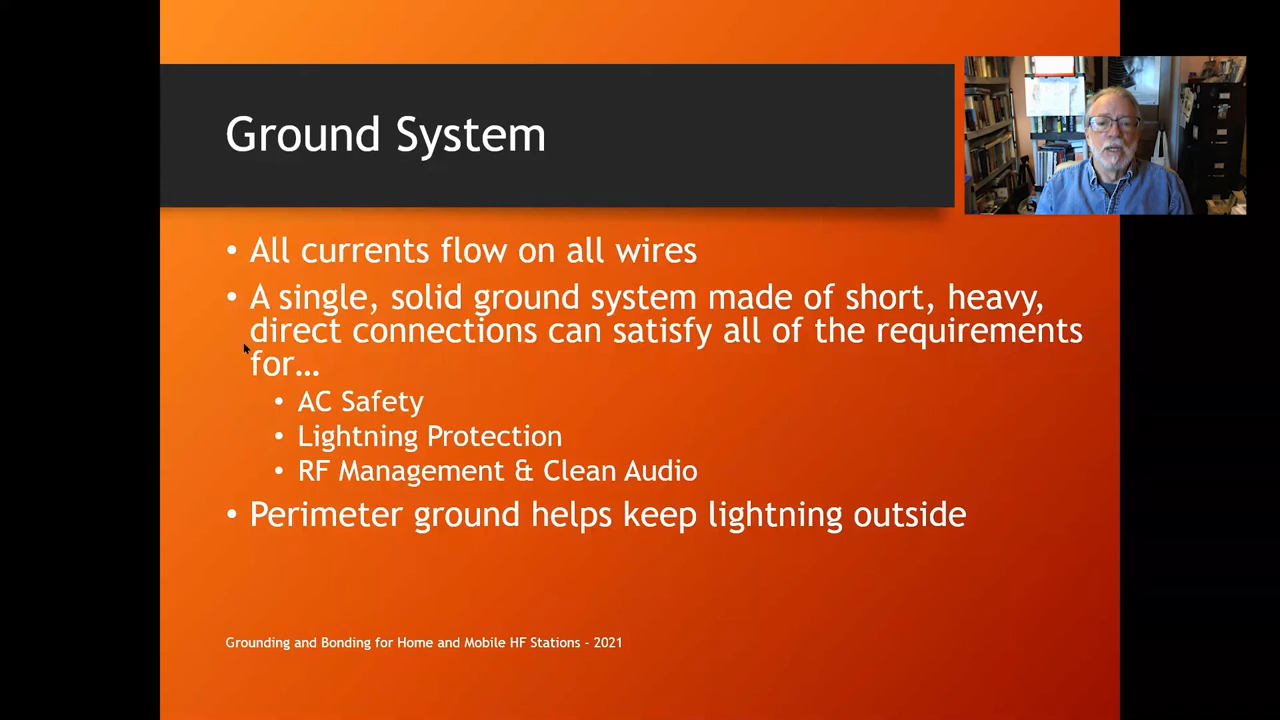 Ground System
• All currents flow on all wires
• A single, solid ground system made of short, heavy,
direct connections can satisfy all of the requirements
for…
• AC Safety
• Lightning Protection
• RF Management & Clean Audio
• Perimeter ground helps keep lightning outside
Grounding and Bonding for Home and Mobile HF Stations - 2021